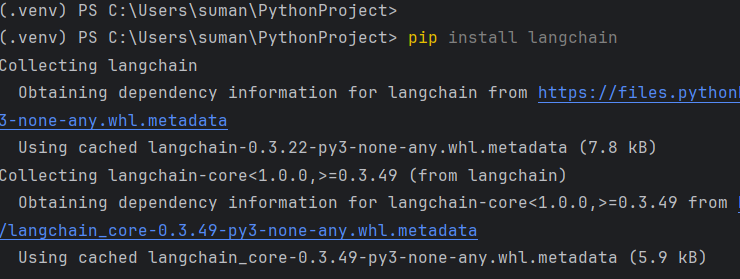 (.venv) PS C:\Users\suman\PythonProject>
(.venv) PS C:\Users\suman\PythonProject> pip install langchain
Collecting langchain
  Obtaining dependency information for langchain from https://files.python
3-none-any.whl.metadata
  Using cached langchain-0.3.22-py3-none-any.whl.metadata (7.8 kB)
Collecting langchain-core<1.0.0,>=0.3.49 (from langchain)
  Obtaining dependency information for langchain-core<1.0.0,>=0.3.49 from
/langchain_core-0.3.49-py3-none-any.whl.metadata
  Using cached langchain_core-0.3.49-py3-none-any.whl.metadata (5.9 kB)